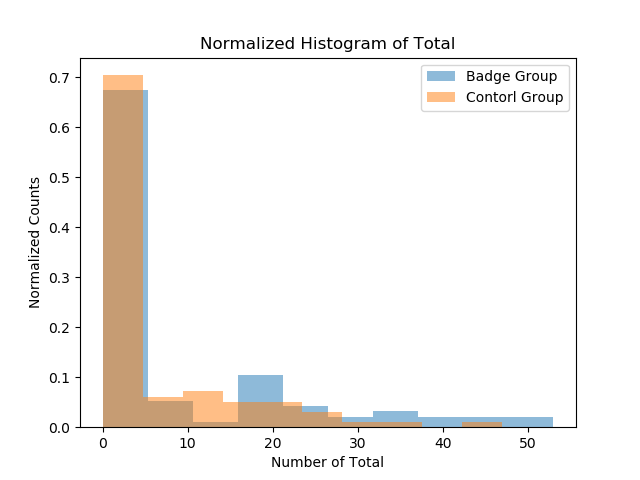 Normalized Histogram of Total
Badge Group
Contorl Group
Normalized Counts
0.7
0.6
0.5
0.4
0.3
0.2
0.1
0.0
0 10 20 30 40 50
Number of Total